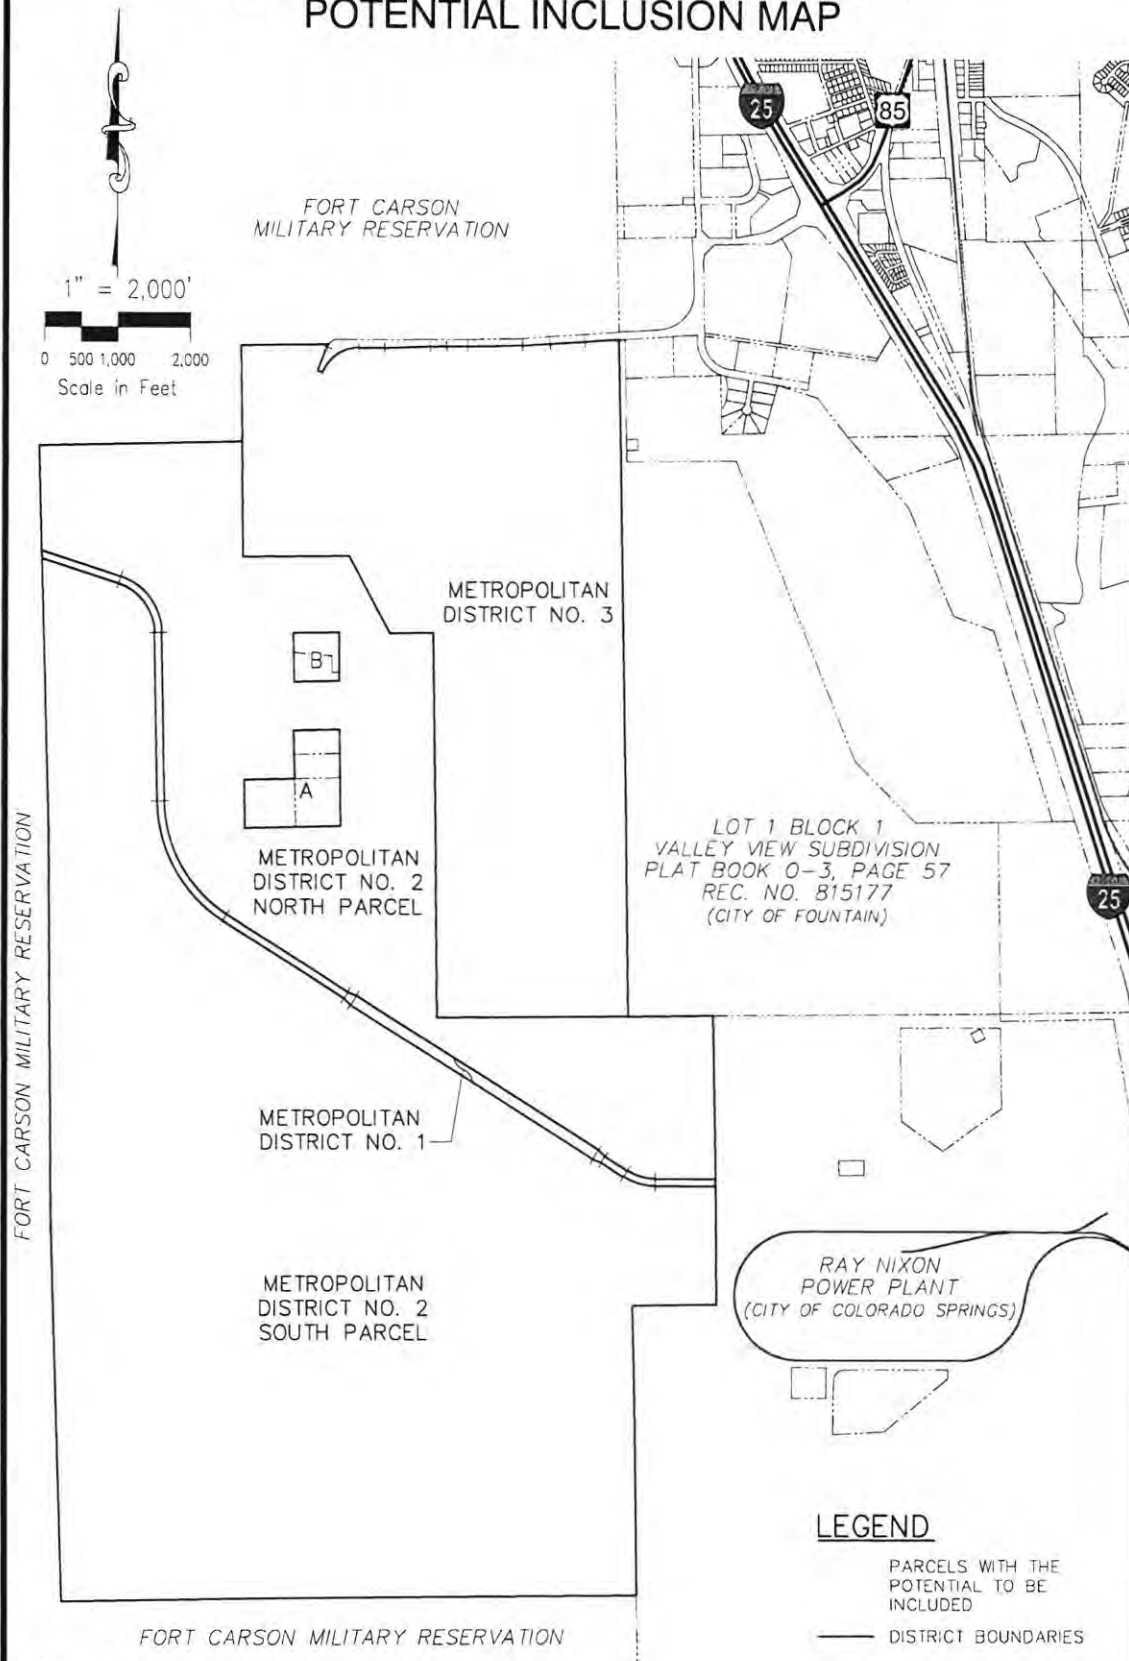 POTENTIAL INCLUSION MAP
25
85
FORT CARSON
MILITARY RESERVATION
1" = 2,000'
0 500 1,000 2,000
Scale in Feet
METROPOLITAN
DISTRICT NO. 3
B
A
METROPOLITAN
DISTRICT NO. 2
NORTH PARCEL
LOT 1 BLOCK 1
VALLEY VIEW SUBDIVISION
PLAT BOOK O-3, PAGE 57
REC. NO. 815177
(CITY OF FOUNTAIN)
25
FORT CARSON MILITARY RESERVATION
METROPOLITAN
DISTRICT NO. 1
METROPOLITAN
DISTRICT NO. 2
SOUTH PARCEL
RAY NIXON
POWER PLANT
(CITY OF COLORADO SPRINGS)
LEGEND
PARCELS WITH THE
POTENTIAL TO BE
INCLUDED
DISTRICT BOUNDARIES
FORT CARSON MILITARY RESERVATION